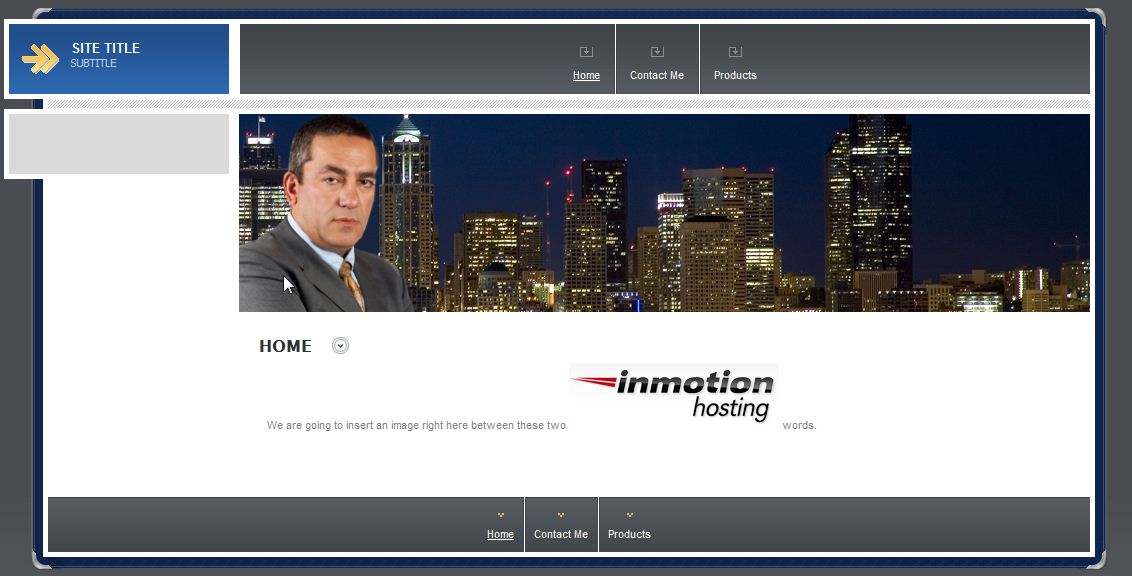 SITE TITLE
SUBTITLE
Home
Contact Me
Products
HOME
inmotion
hosting
We are going to insert an image right here between these two words.
Home
Contact Me
Products